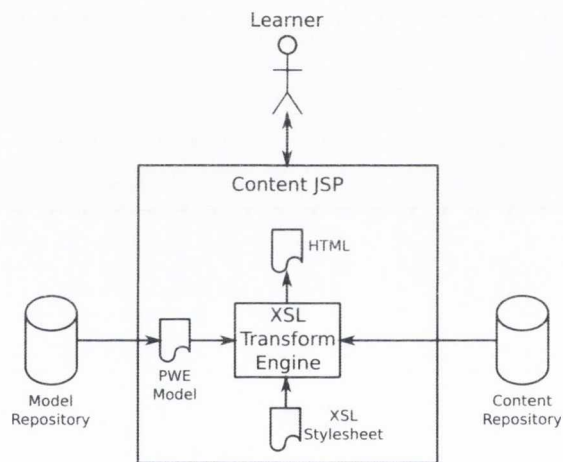 Learner
Content JSP
HTML
XSL
Transform
Engine
PWE
Model
Model
Repository
XSL
Stylesheet
Content
Repository